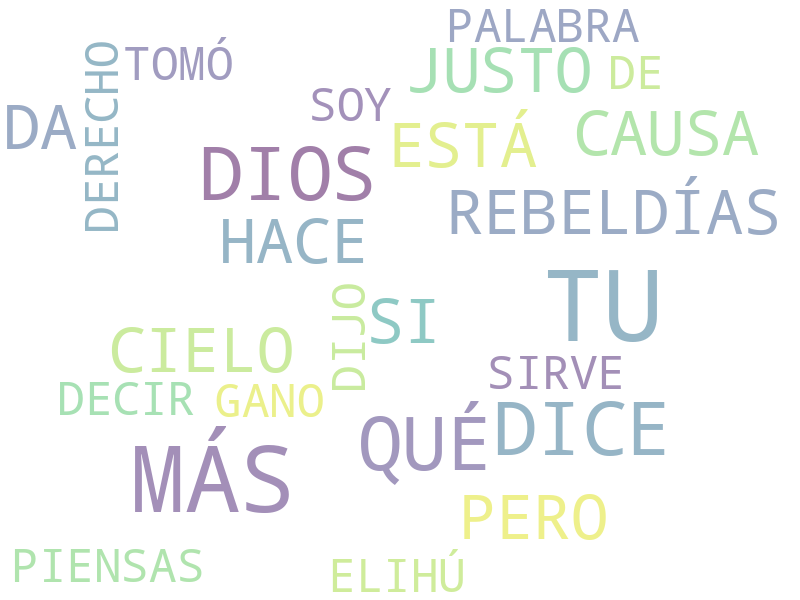 PALABRA
TOMÓ
JUSTO
DE
DERECHO
SOY
DA
ESTÁ
CAUSA
DIOS
REBELDÍAS
HACE
TU
DIJO
SI
CIELO
SIRVE
DECIR
GANO
DICE
QUÉ
MÁS
PERO
PIENSAS
ELIHÚ